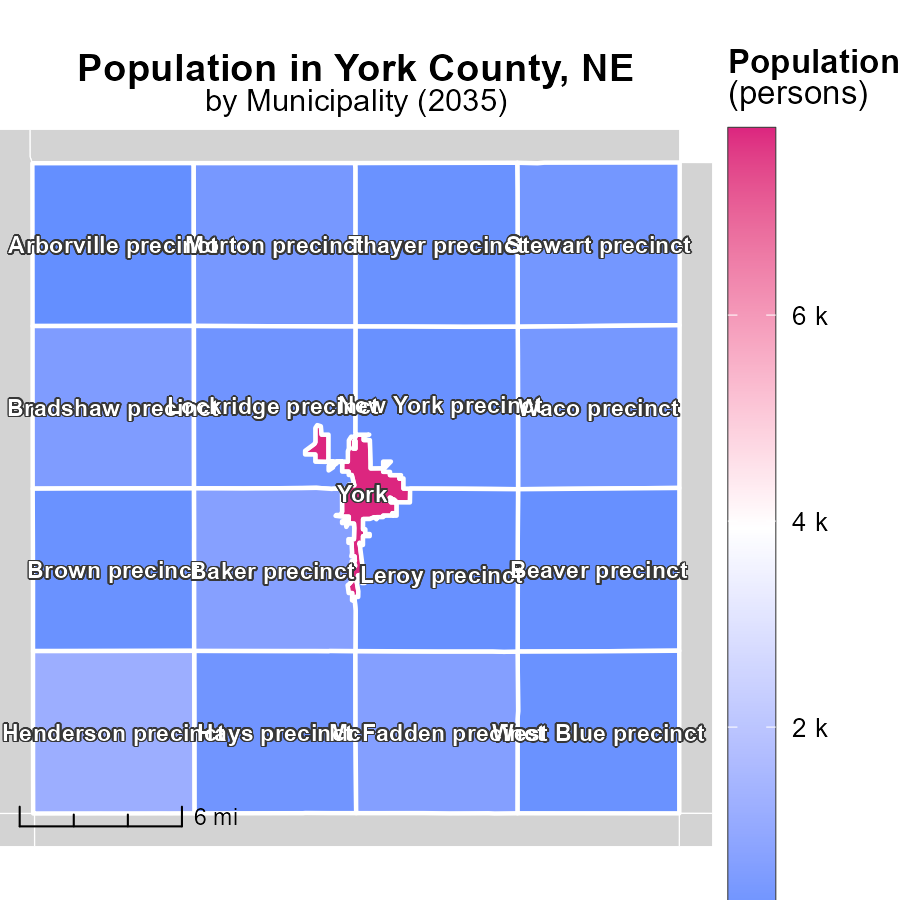 Population in York County, NE
by Municipality (2035)
Population
(persons)
6 k
4 k
2 k
Arborville precinct
Morton precinct
Thayer precinct
Stewart precinct
Bradshaw precinct
Lockridge precinct
New York precinct
Waco precinct
York
Brown precinct
Baker precinct
Leroy precinct
Beaver precinct
Henderson precinct
Hays precinct
McFadden precinct
West Blue precinct
6 mi